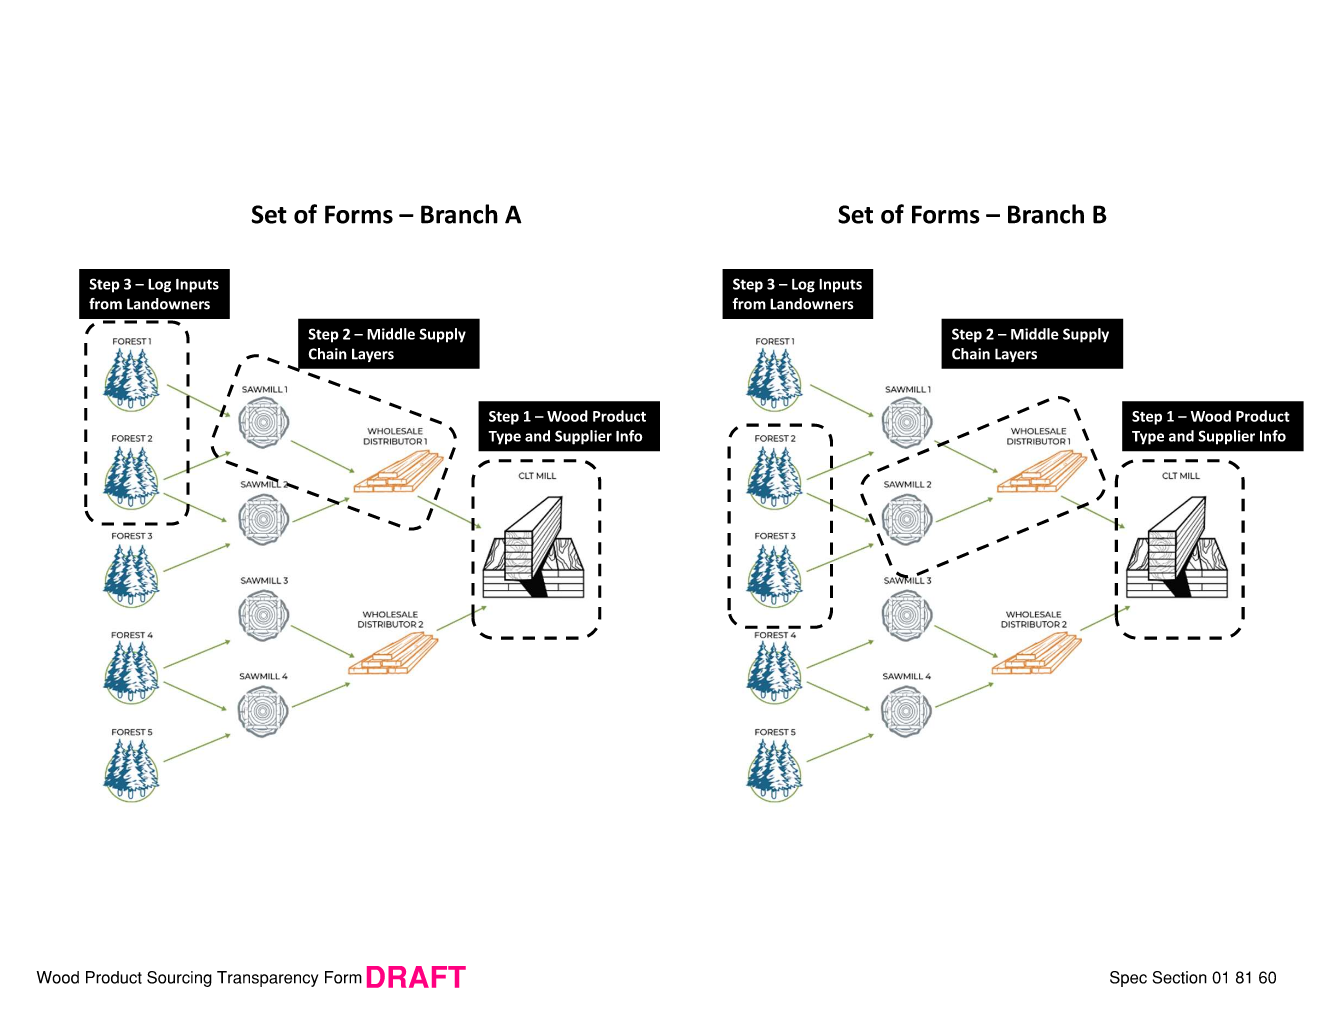 Set of Forms – Branch A
Step 3 – Log Inputs
from Landowners
Step 2 – Middle Supply
Chain Layers
Step 1 – Wood Product
Type and Supplier Info
FOREST 1
FOREST 2
FOREST 3
FOREST 4
FOREST 5
SAWMILL 1
SAWMILL 2
SAWMILL 3
SAWMILL 4
WHOLESALE
DISTRIBUTOR 1
WHOLESALE
DISTRIBUTOR 2
CLT MILL
Set of Forms – Branch B
Step 3 – Log Inputs
from Landowners
Step 2 – Middle Supply
Chain Layers
Step 1 – Wood Product
Type and Supplier Info
FOREST 1
FOREST 2
FOREST 3
FOREST 4
FOREST 5
SAWMILL 1
SAWMILL 2
SAWMILL 3
SAWMILL 4
WHOLESALE
DISTRIBUTOR 1
WHOLESALE
DISTRIBUTOR 2
CLT MILL
Wood Product Sourcing Transparency Form DRAFT
Spec Section 01 81 60